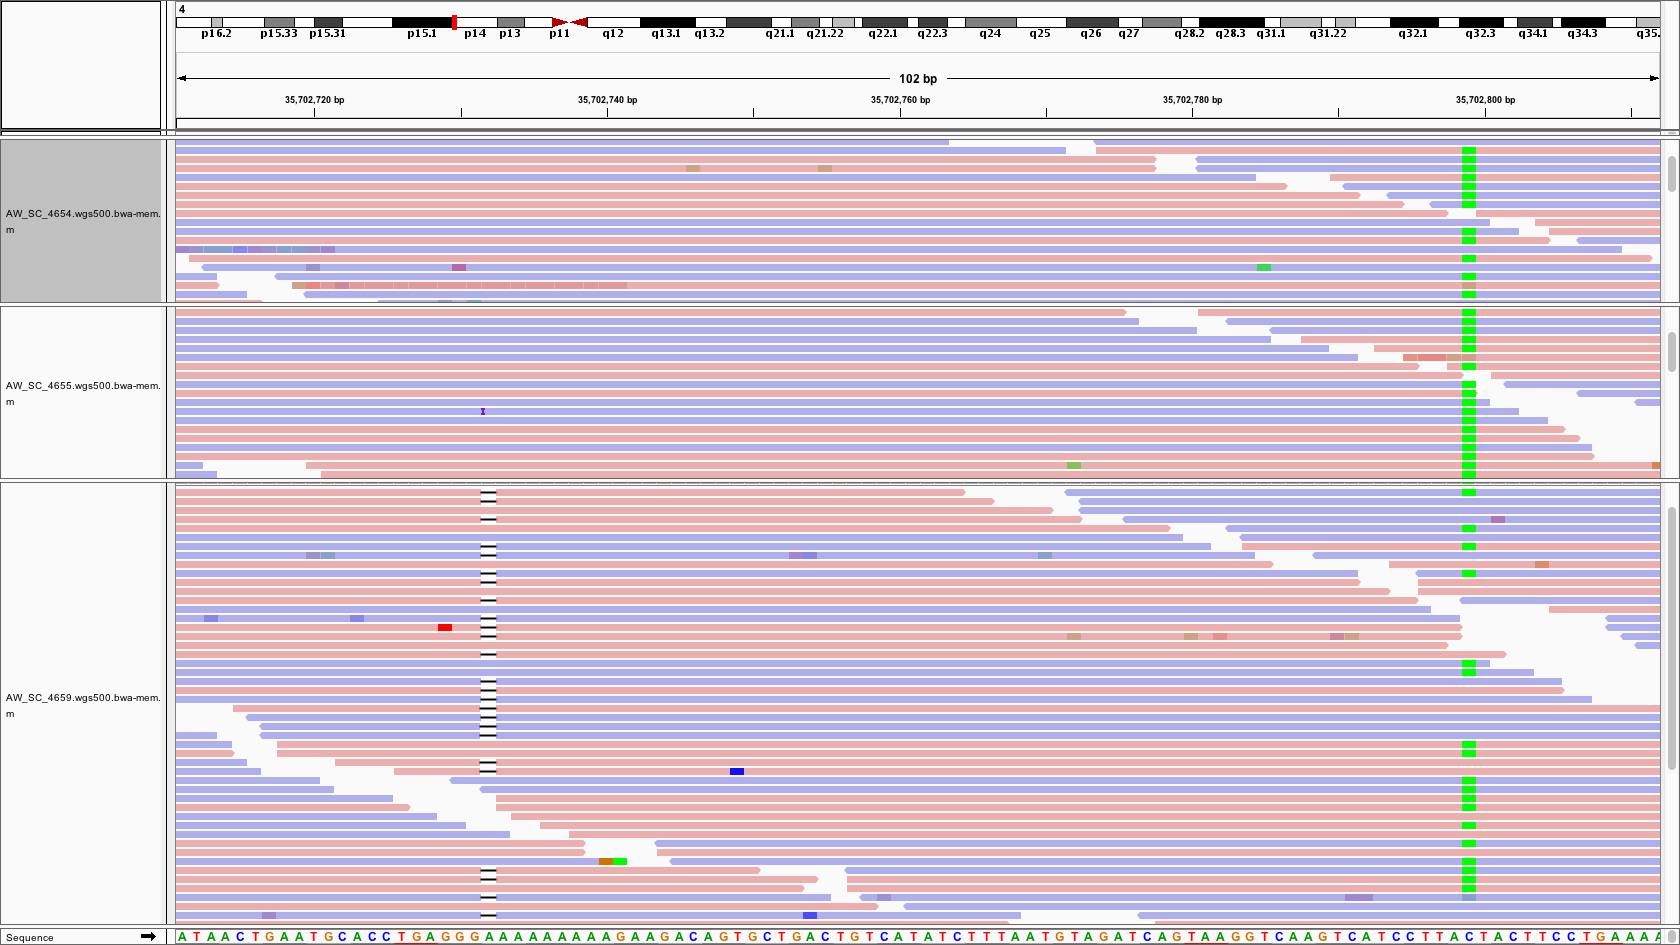 4
p16.2 p15.33 p15.31 p15.1 p14 p13 p11 q12 q13.1 q13.2 q21.1 q21.22 q22.1 q22.3 q24 q25 q26 q27 q28.2 q28.3 q31.1 q31.22 q32.1 q32.3 q34.1 q34.3 q35.
102 bp
35,702,720 bp 35,702,740 bp 35,702,760 bp 35,702,780 bp 35,702,800 bp
AW_SC_4654.wgs500.bwa-mem.
m
AW_SC_4655.wgs500.bwa-mem.
m
AW_SC_4659.wgs500.bwa-mem.
m
Sequence A T A A C T G A A T G C A C C T G A G G G A A A A A A A A A G A A G A C A G T G C T G A C T G T C A T A T C T T T A A T G T A G A T C A G T A A G G T C A A G T C A T C C T T A C T A C T T C C T G A A A A